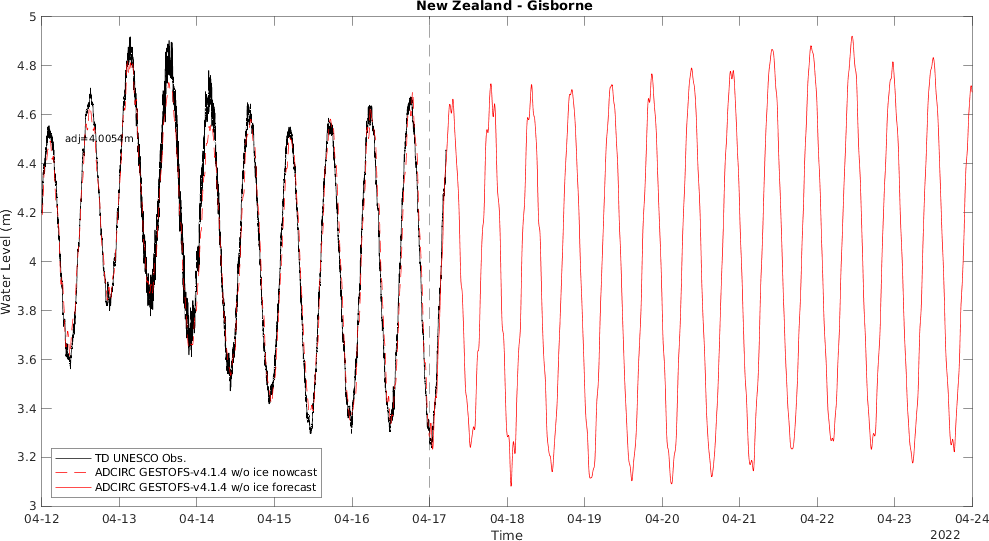 New Zealand - Gisborne
5
4.8
4.6
4.4
4.2
4
3.8
3.6
3.4
3.2
3
Water Level (m)
adj=4.0054m
TD UNESCO Obs.
ADCIRC GESTOFS-v4.1.4 w/o ice nowcast
ADCIRC GESTOFS-v4.1.4 w/o ice forecast
04-12 04-13 04-14 04-15 04-16 04-17 04-18 04-19 04-20 04-21 04-22 04-23 04-24
Time
2022